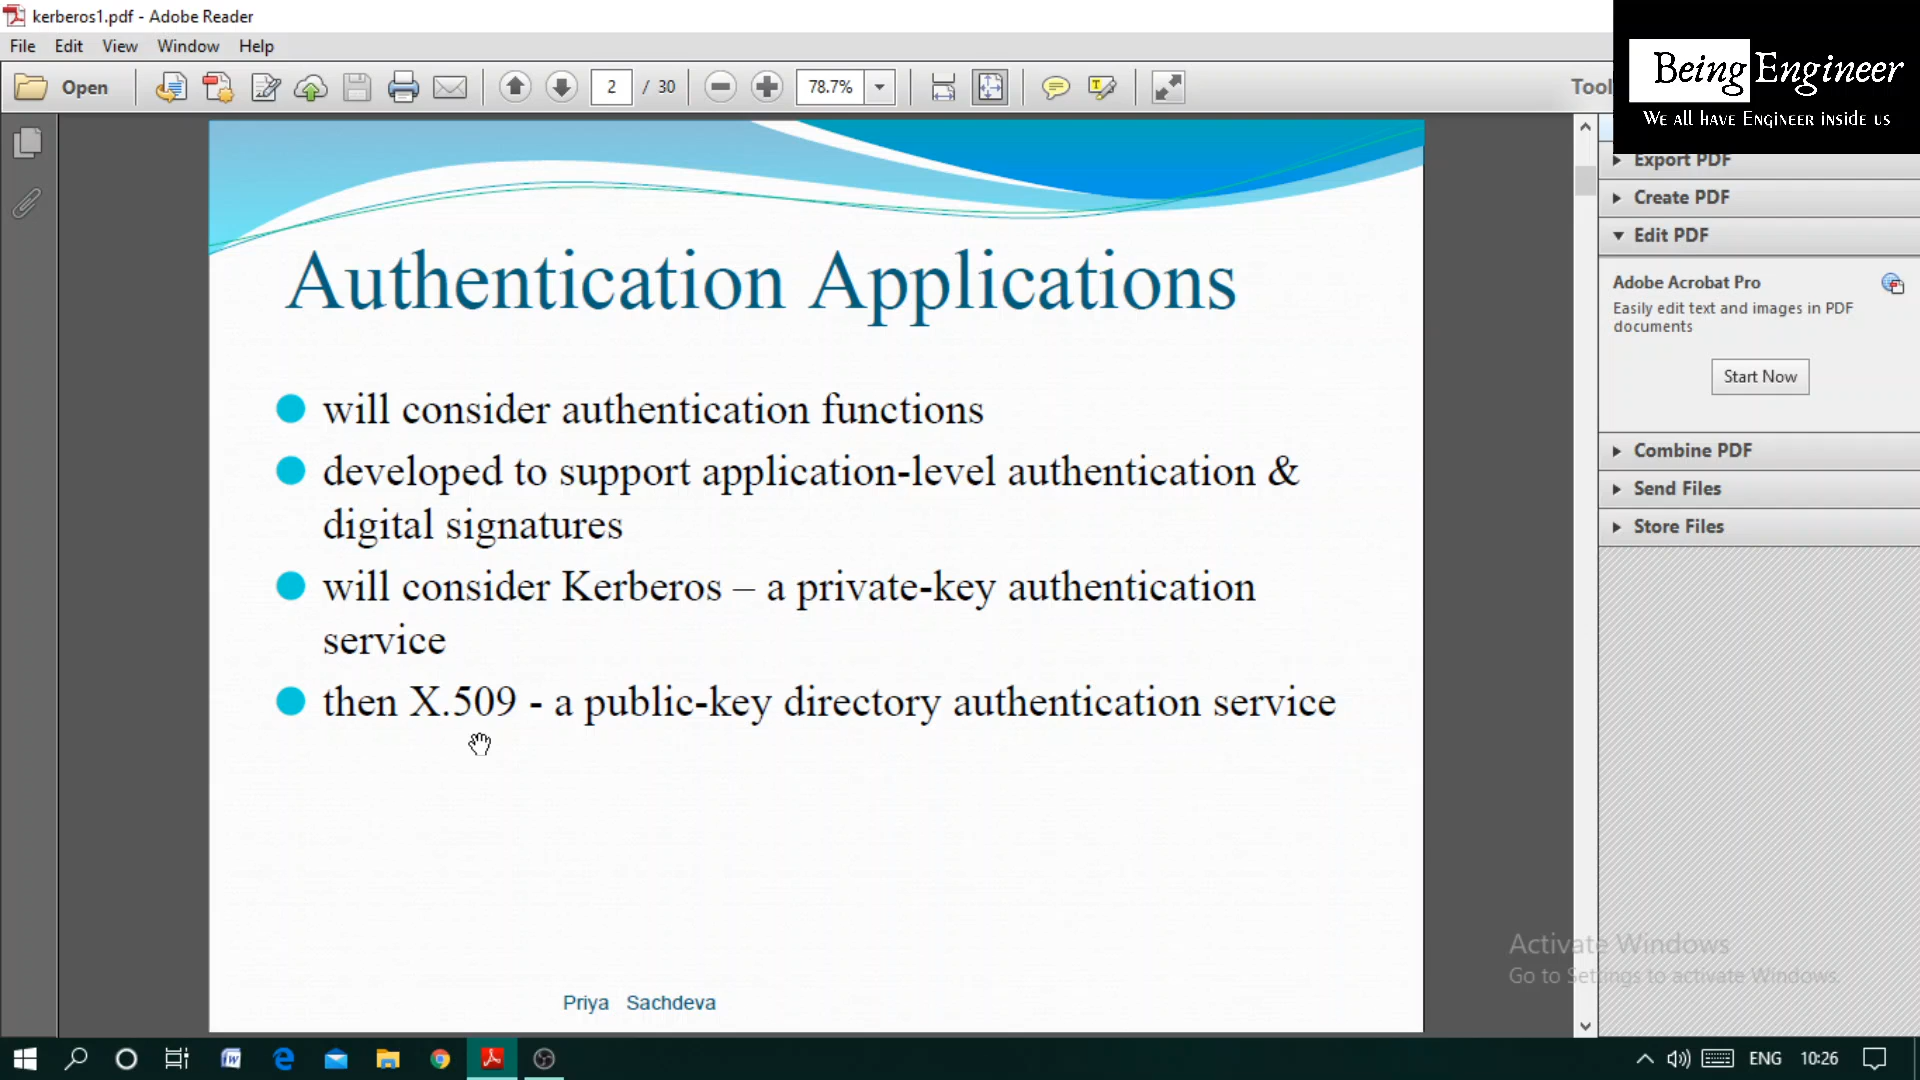 kerberos1.pdf - Adobe Reader
File Edit View Window Help
Being Engineer
We all have Engineer inside us
Open 2 / 30 78.7% Tool
Export PDF
Create PDF
Edit PDF
Adobe Acrobat Pro
Easily edit text and images in PDF
documents
Start Now
Combine PDF
Send Files
Store Files
Authentication Applications
will consider authentication functions
developed to support application-level authentication &
digital signatures
will consider Kerberos – a private-key authentication
service
then X.509 - a public-key directory authentication service
Priya Sachdeva
Activate Windows
Go to Settings to activate Windows.
ENG 10:26